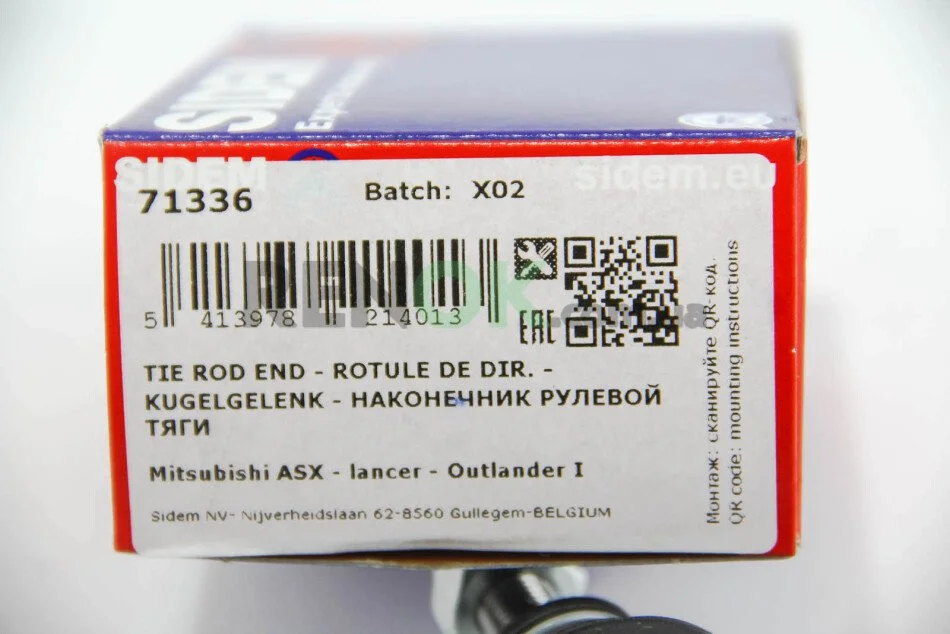 SIDEM
SIDEM
sidem.eu
71336
Batch: X02
5 413978 214013
EAC
TIE ROD END - ROTULE DE DIR. -
KUGELGELENK - НАКОНЕЧНИК РУЛЕВОЙ
ТЯГИ
Mitsubishi ASX - lancer - Outlander I
Sidem NV- Nijverheidslaan 62-8560 Gullegem-BELGIUM
Монтаж: сканируйте QR-код.
QR code: mounting instructions